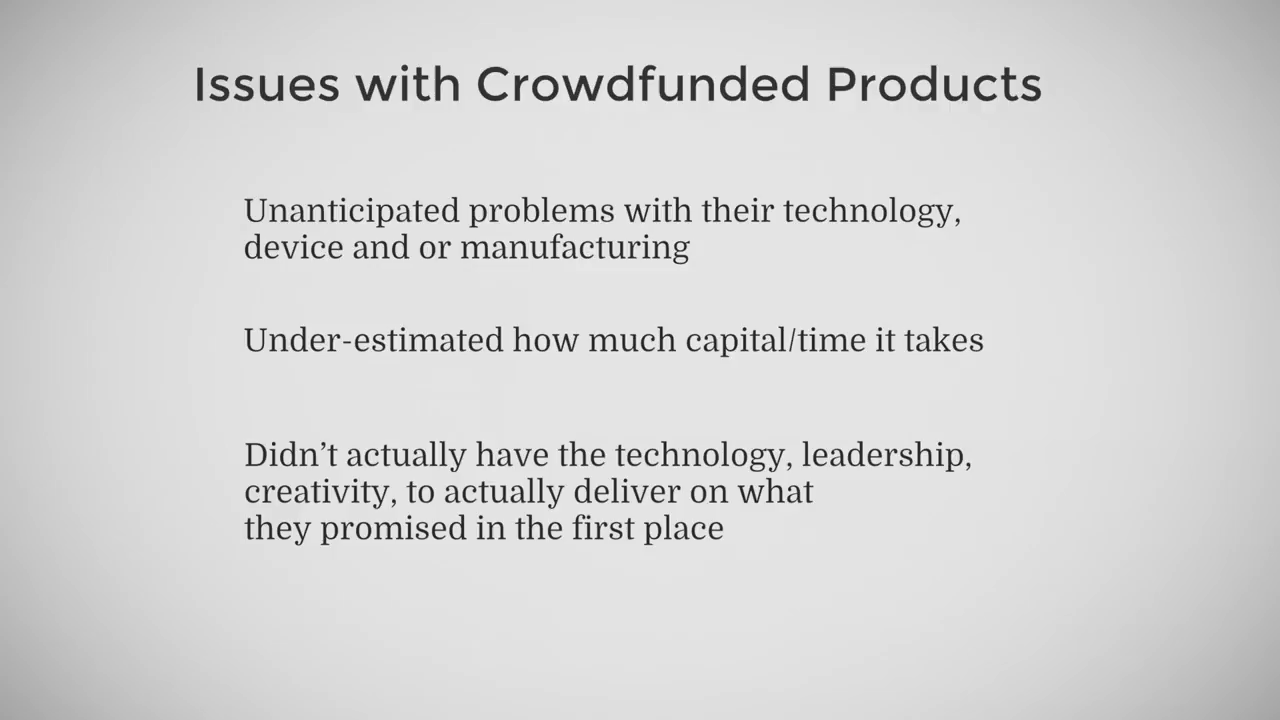 Issues with Crowdfunded Products
Unanticipated problems with their technology,
device and or manufacturing
Under-estimated how much capital/time it takes
Didn’t actually have the technology, leadership,
creativity, to actually deliver on what
they promised in the first place